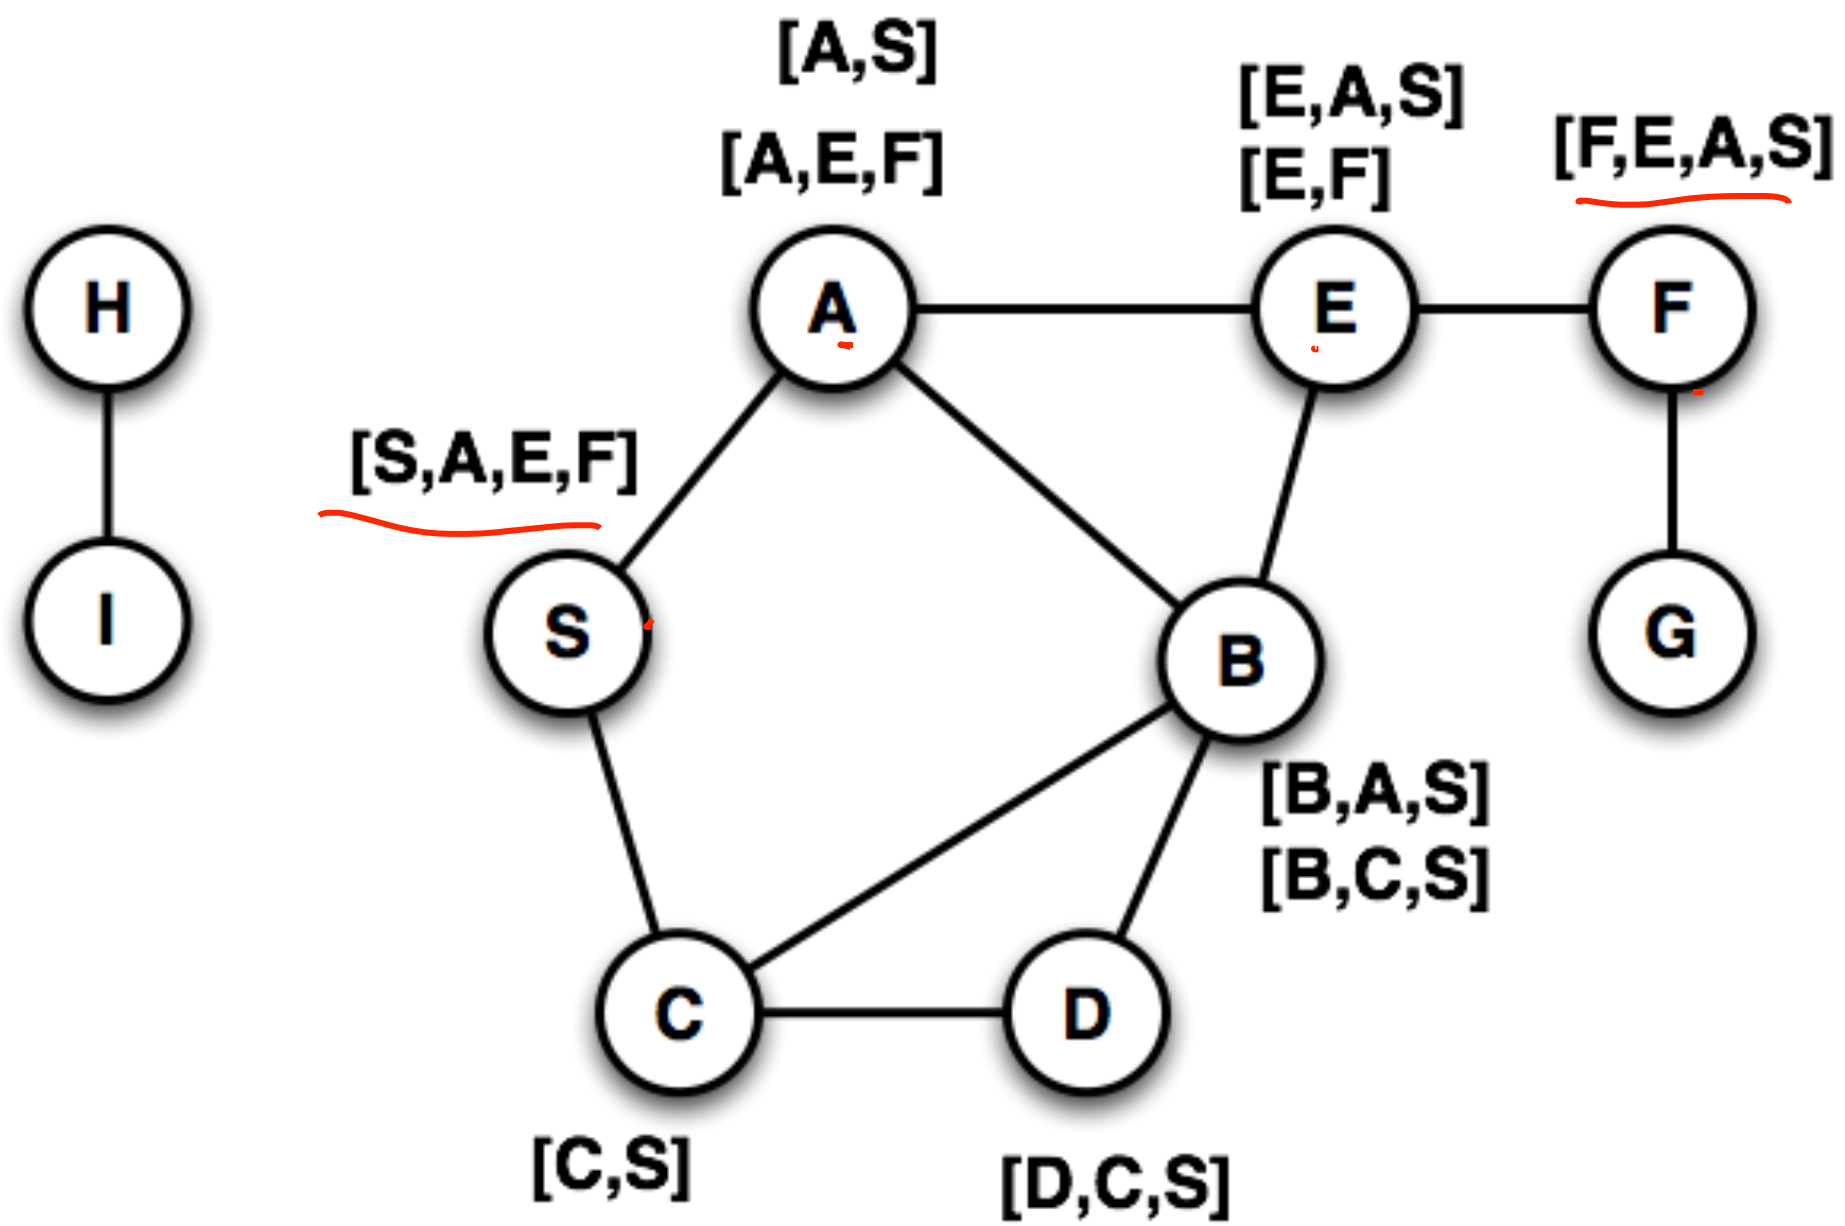 [A,S]
[A,E,F]
[E,A,S]
[E,F]
[F,E,A,S]
H
A
E
F
[S,A,E,F]
I
S
B
G
[B,A,S]
[B,C,S]
C
D
[C,S]
[D,C,S]